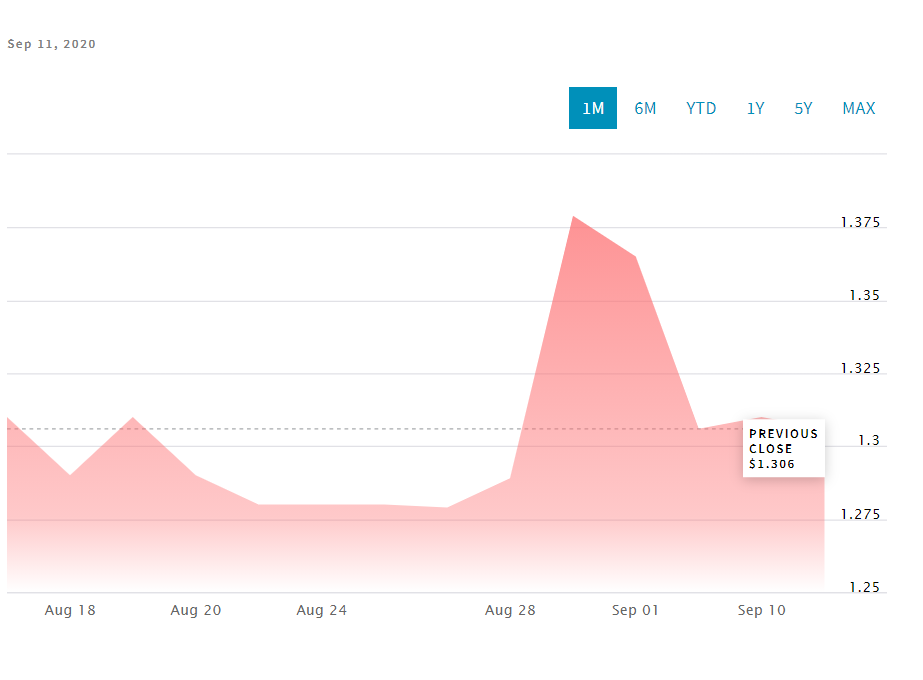 Sep 11, 2020
1M 6M YTD 1Y 5Y MAX
1.375
1.35
1.325
1.3
1.275
1.25
PREVIOUS
CLOSE
$1.306
Aug 18 Aug 20 Aug 24 Aug 28 Sep 01 Sep 10